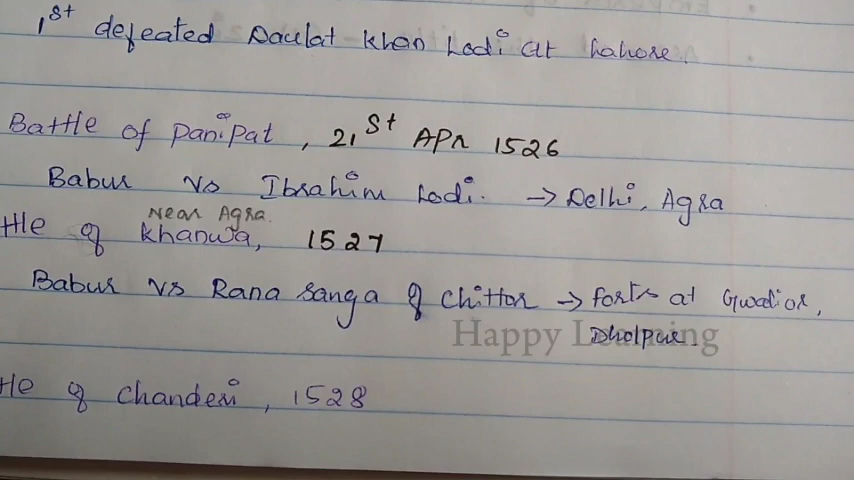 1st defeated Daulat Khan Lodi at Lahore.
Battle of Panipat, 21st Apr 1526
Babur vs Ibrahim Lodi. → Delhi, Agra
Near Agra.
ttle of Khanwa, 1527
Babur vs Rana Sanga of Chittor → forts at Gwalior,
Happy Learning
Dholpur.
tle of Chanderi, 1528